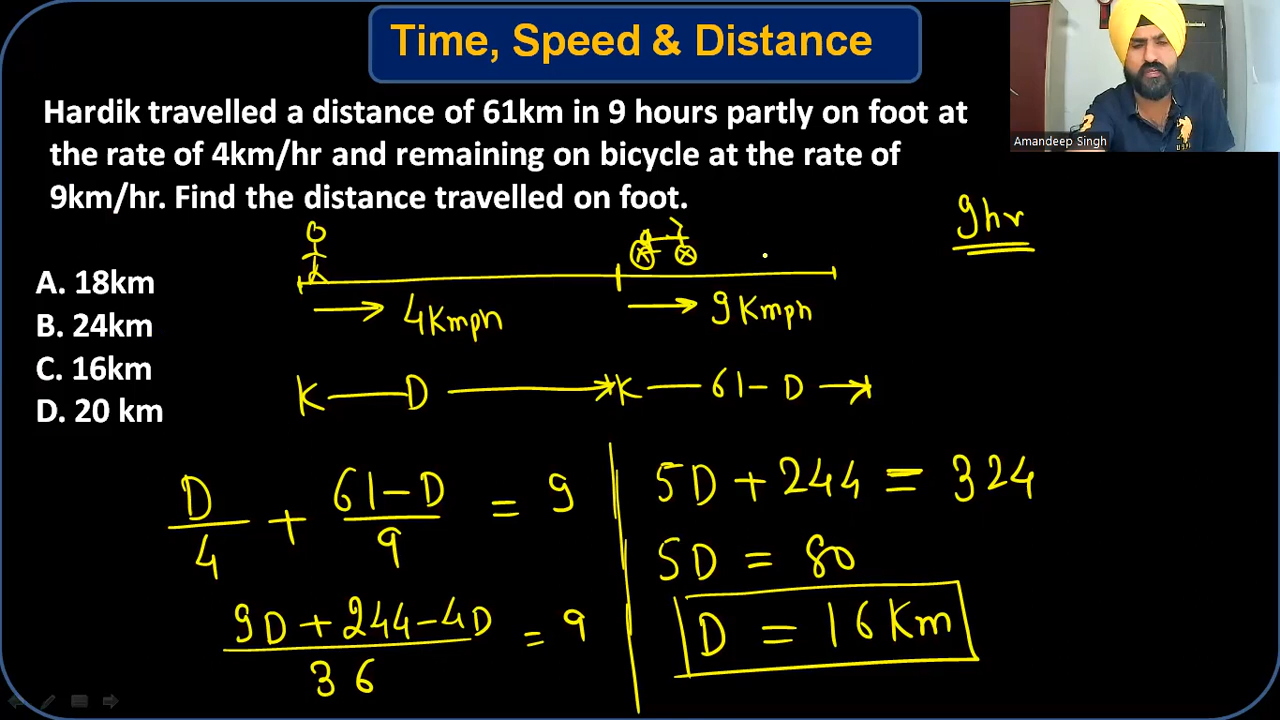 Time, Speed & Distance
Hardik travelled a distance of 61km in 9 hours partly on foot at
the rate of 4km/hr and remaining on bicycle at the rate of
9km/hr. Find the distance travelled on foot.
Amandeep Singh
9hr
A. 18km
B. 24km
C. 16km
D. 20 km
4Kmph
9Kmph
K — D → K — 61-D →
D/4 + (61-D)/9 = 9
(9D+244-4D)/36 = 9
5D + 244 = 324
5D = 80
D = 16Km